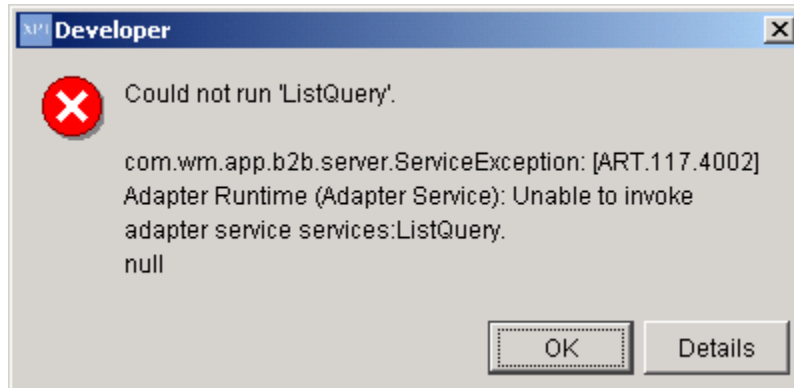 XPI Developer
Could not run 'ListQuery'.
com.wm.app.b2b.server.ServiceException: [ART.117.4002]
Adapter Runtime (Adapter Service): Unable to invoke
adapter service services:ListQuery.
null
OK Details